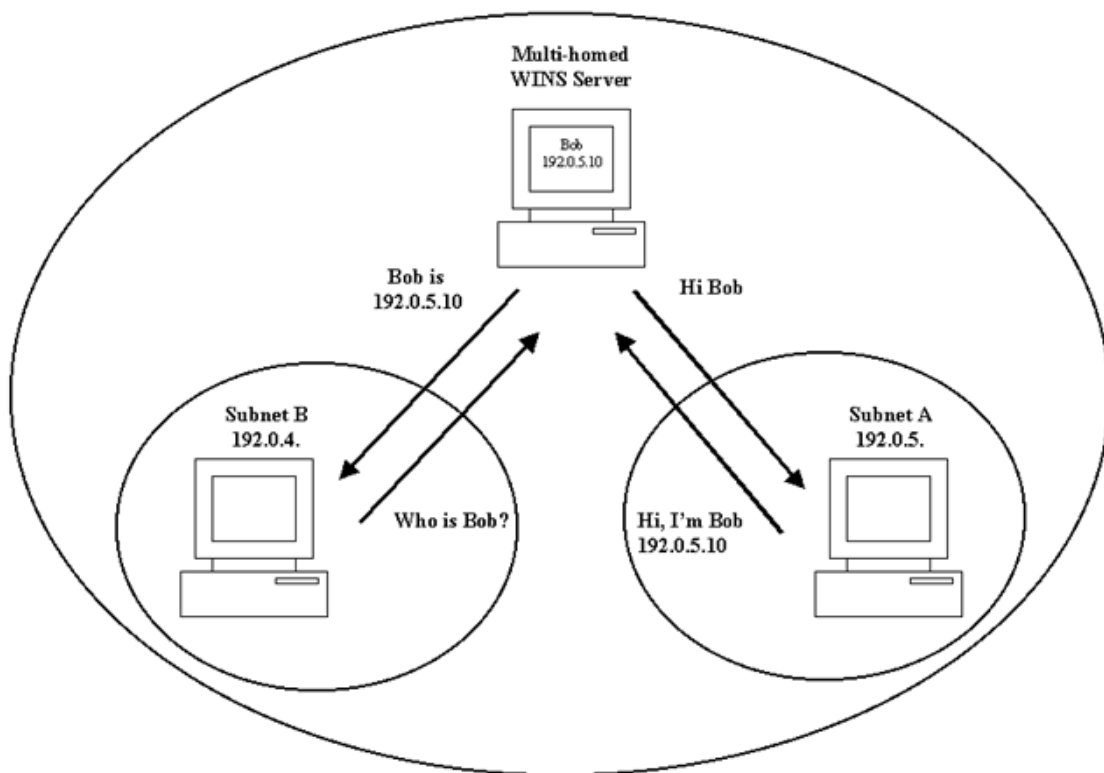 Multi-homed
WINS Server
Bob
192.0.5.10
Bob is
192.0.5.10
Hi Bob
Subnet B
192.0.4.
Subnet A
192.0.5.
Who is Bob?
Hi, I'm Bob
192.0.5.10